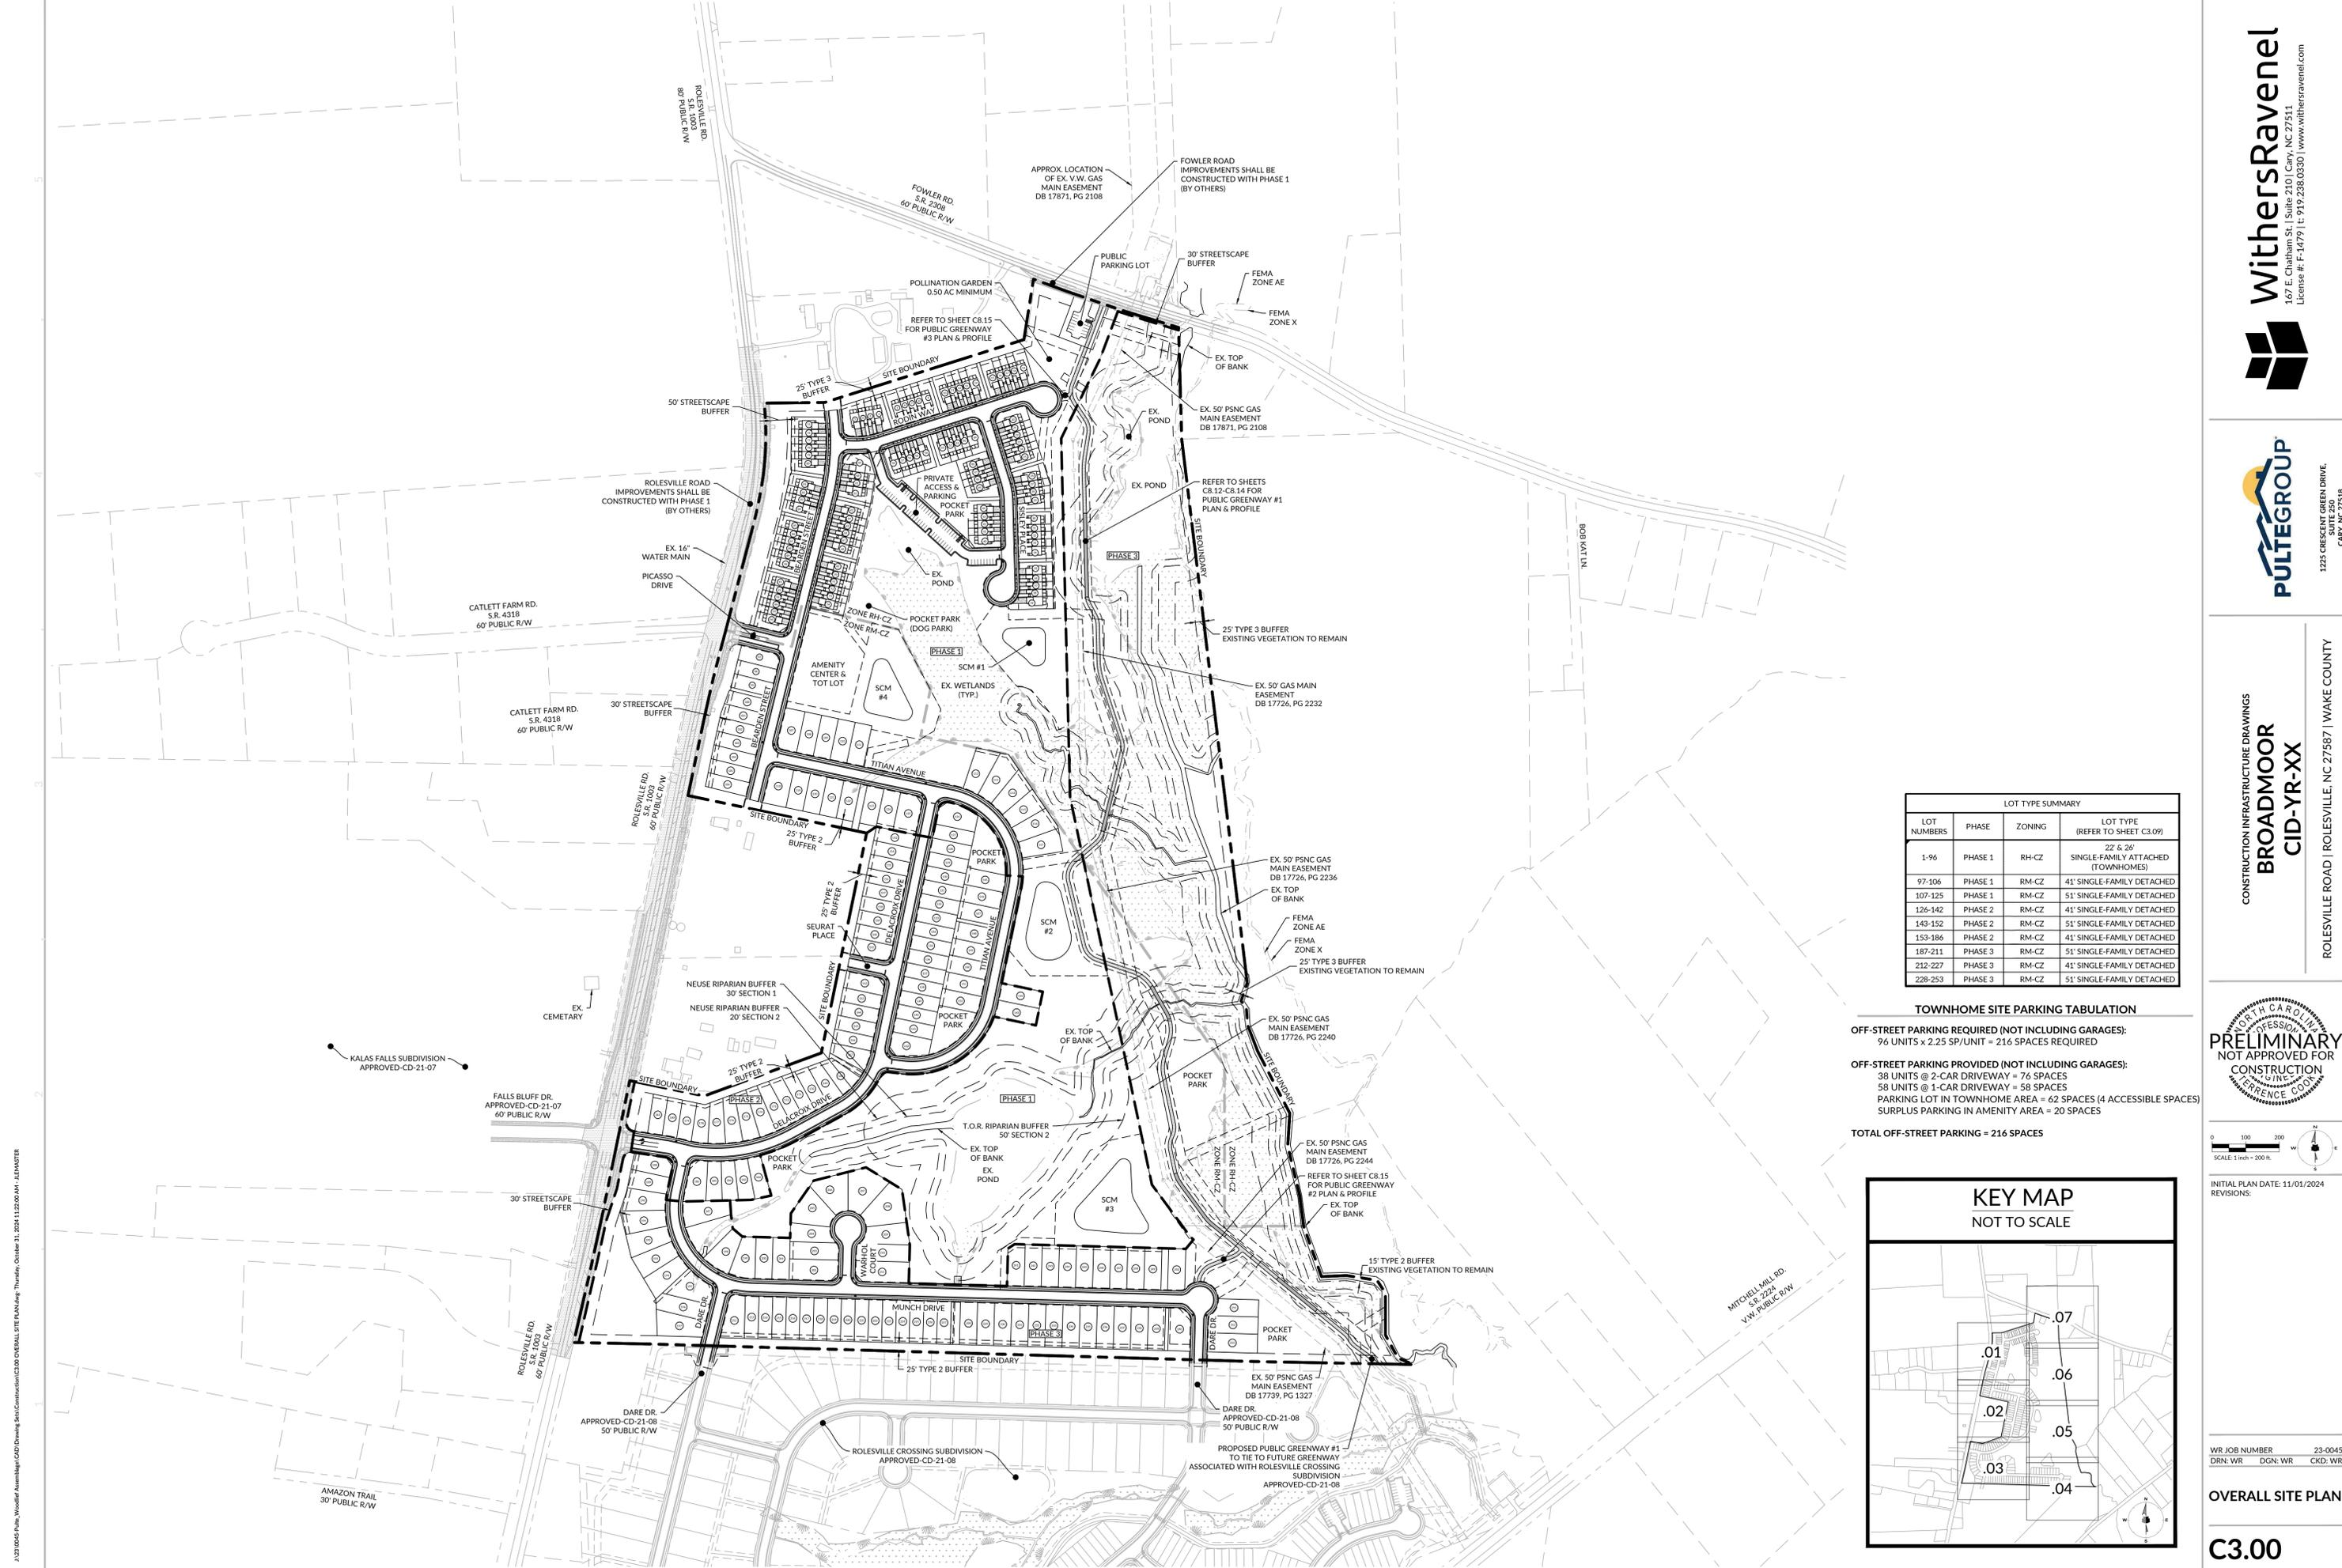 ROLESVILLE RD.
S.R. 1003
80' PUBLIC R/W
FOWLER RD.
S.R. 2308
60' PUBLIC R/W
APPROX. LOCATION
OF EX. V.W. GAS
MAIN EASEMENT
DB 17871, PG 2108
FOWLER ROAD
IMPROVEMENTS SHALL BE
CONSTRUCTED WITH PHASE 1
(BY OTHERS)
PUBLIC
PARKING LOT
30' STREETSCAPE
BUFFER
FEMA
ZONE AE
FEMA
ZONE X
POLLINATION GARDEN
0.50 AC MINIMUM
REFER TO SHEET C8.15
FOR PUBLIC GREENWAY
#3 PLAN & PROFILE
SITE BOUNDARY
25' TYPE 3
BUFFER
EX. TOP
OF BANK
50' STREETSCAPE
BUFFER
RODIN WAY
EX.
POND
EX. 50' PSNC GAS
MAIN EASEMENT
DB 17871, PG 2108
ROLESVILLE ROAD
IMPROVEMENTS SHALL BE
CONSTRUCTED WITH PHASE 1
(BY OTHERS)
PRIVATE
ACCESS &
PARKING
POCKET
PARK
EX. POND
REFER TO SHEETS
C8.12-C8.14 FOR
PUBLIC GREENWAY #1
PLAN & PROFILE
BEARDEN STREET
SISLEY PLACE
SITE BOUNDARY
BOB KAT LN.
EX. 16"
WATER MAIN
PICASSO
DRIVE
EX.
POND
PHASE 3
CATLETT FARM RD.
S.R. 4318
60' PUBLIC R/W
ZONE RH-CZ
ZONE RM-CZ
POCKET PARK
(DOG PARK)
25' TYPE 3 BUFFER
EXISTING VEGETATION TO REMAIN
PHASE 1
SCM #1
AMENITY
CENTER &
TOT LOT
SCM
#4
EX. WETLANDS
(TYP.)
EX. 50' GAS MAIN
EASEMENT
DB 17726, PG 2232
CATLETT FARM RD.
S.R. 4318
60' PUBLIC R/W
30' STREETSCAPE
BUFFER
BEARDEN STREET
ROLESVILLE RD.
S.R. 1003
60' PUBLIC R/W
TITIAN AVENUE
SITE BOUNDARY
25' TYPE 2
BUFFER
POCKET
PARK
EX. 50' PSNC GAS
MAIN EASEMENT
DB 17726, PG 2236
EX. TOP
OF BANK
25' TYPE 2
BUFFER
DELACROIX DRIVE
SEURAT
PLACE
TITIAN AVENUE
SCM
#2
FEMA
ZONE AE
FEMA
ZONE X
25' TYPE 3 BUFFER
EXISTING VEGETATION TO REMAIN
SITE BOUNDARY
NEUSE RIPARIAN BUFFER
30' SECTION 1
NEUSE RIPARIAN BUFFER
20' SECTION 2
EX.
CEMETARY
POCKET
PARK
EX. TOP
OF BANK
EX. 50' PSNC GAS
MAIN EASEMENT
DB 17726, PG 2240
KALAS FALLS SUBDIVISION
APPROVED-CD-21-07
25' TYPE 2
BUFFER
SITE BOUNDARY
POCKET
PARK
SITE BOUNDARY
FALLS BLUFF DR.
APPROVED-CD-21-07
60' PUBLIC R/W
PHASE 2
DELACROIX DRIVE
PHASE 1
T.O.R. RIPARIAN BUFFER
50' SECTION 2
EX. TOP
OF BANK
EX.
POND
POCKET
PARK
EX. 50' PSNC GAS
MAIN EASEMENT
DB 17726, PG 2244
ZONE RM-CZ
ZONE RH-CZ
REFER TO SHEET C8.15
FOR PUBLIC GREENWAY
#2 PLAN & PROFILE
EX. TOP
OF BANK
30' STREETSCAPE
BUFFER
SCM
#3
WARHOL
COURT
15' TYPE 2 BUFFER
EXISTING VEGETATION TO REMAIN
MITCHELL MILL RD.
S.R. 2224
V.W. PUBLIC R/W
DARE DR.
MUNCH DRIVE
PHASE 3
DARE DR.
POCKET
PARK
ROLESVILLE RD.
S.R. 1003
60' PUBLIC R/W
SITE BOUNDARY
25' TYPE 2 BUFFER
EX. 50' PSNC GAS
MAIN EASEMENT
DB 17739, PG 1327
DARE DR.
APPROVED-CD-21-08
50' PUBLIC R/W
DARE DR.
APPROVED-CD-21-08
50' PUBLIC R/W
ROLESVILLE CROSSING SUBDIVISION
APPROVED-CD-21-08
PROPOSED PUBLIC GREENWAY #1
TO TIE TO FUTURE GREENWAY
ASSOCIATED WITH ROLESVILLE CROSSING
SUBDIVISION
APPROVED-CD-21-08
AMAZON TRAIL
30' PUBLIC R/W
LOT TYPE SUMMARY
LOT NUMBERS PHASE ZONING LOT TYPE (REFER TO SHEET C3.09)
1-96 PHASE 1 RH-CZ 22' & 26' SINGLE-FAMILY ATTACHED (TOWNHOMES)
97-106 PHASE 1 RM-CZ 41' SINGLE-FAMILY DETACHED
107-125 PHASE 1 RM-CZ 51' SINGLE-FAMILY DETACHED
126-142 PHASE 2 RM-CZ 41' SINGLE-FAMILY DETACHED
143-152 PHASE 2 RM-CZ 51' SINGLE-FAMILY DETACHED
153-186 PHASE 2 RM-CZ 41' SINGLE-FAMILY DETACHED
187-211 PHASE 3 RM-CZ 51' SINGLE-FAMILY DETACHED
212-227 PHASE 3 RM-CZ 41' SINGLE-FAMILY DETACHED
228-253 PHASE 3 RM-CZ 51' SINGLE-FAMILY DETACHED
TOWNHOME SITE PARKING TABULATION
OFF-STREET PARKING REQUIRED (NOT INCLUDING GARAGES):
96 UNITS x 2.25 SP/UNIT = 216 SPACES REQUIRED
OFF-STREET PARKING PROVIDED (NOT INCLUDING GARAGES):
38 UNITS @ 2-CAR DRIVEWAY = 76 SPACES
58 UNITS @ 1-CAR DRIVEWAY = 58 SPACES
PARKING LOT IN TOWNHOME AREA = 62 SPACES (4 ACCESSIBLE SPACES)
SURPLUS PARKING IN AMENITY AREA = 20 SPACES
TOTAL OFF-STREET PARKING = 216 SPACES
KEY MAP
NOT TO SCALE
.07
.01
.06
.02
.05
.03
.04
N
W E
S
WithersRavenel
167 E. Chatham St. | Suite 210 | Cary, NC 27511
License #: F-1479 | t: 919.238.0330 | www.withersravenel.com
PULTEGROUP
1225 CRESCENT GREEN DRIVE,
SUITE 250
CARY, NC 27518
CONSTRUCTION INFRASTRUCTURE DRAWINGS
BROADMOOR
CID-YR-XX
ROLESVILLE ROAD | ROLESVILLE, NC 27587 | WAKE COUNTY
NORTH CAROLINA
PRELIMINARY
NOT APPROVED FOR
CONSTRUCTION
TERRENCE COOK
0 100 200
SCALE: 1 inch = 200 ft.
N
W E
S
INITIAL PLAN DATE: 11/01/2024
REVISIONS:
WR JOB NUMBER 23-0045
DRN: WR DGN: WR CKD: WR
OVERALL SITE PLAN
C3.00
5
4
3
2
1